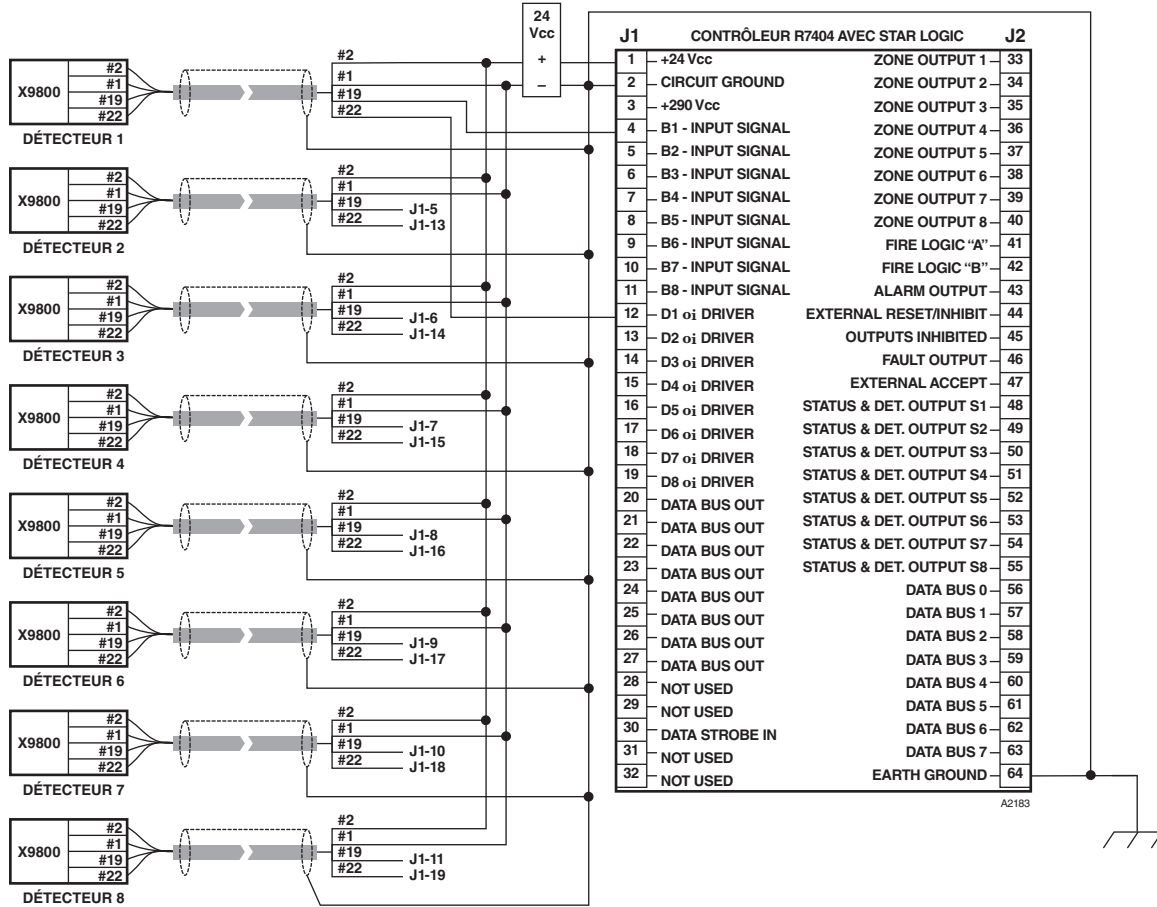 24
Vcc
+
–
#2
#1
#19
#22
X9800
#2
#1
#19
#22
DÉTECTEUR 1
X9800
#2
#1
#19
#22
DÉTECTEUR 2
#2
#1
#19
#22
J1-5
J1-13
X9800
#2
#1
#19
#22
DÉTECTEUR 3
#2
#1
#19
#22
J1-6
J1-14
X9800
#2
#1
#19
#22
DÉTECTEUR 4
#2
#1
#19
#22
J1-7
J1-15
X9800
#2
#1
#19
#22
DÉTECTEUR 5
#2
#1
#19
#22
J1-8
J1-16
X9800
#2
#1
#19
#22
DÉTECTEUR 6
#2
#1
#19
#22
J1-9
J1-17
X9800
#2
#1
#19
#22
DÉTECTEUR 7
#2
#1
#19
#22
J1-10
J1-18
X9800
#2
#1
#19
#22
DÉTECTEUR 8
#2
#1
#19
#22
J1-11
J1-19
J1 CONTRÔLEUR R7404 AVEC STAR LOGIC J2
1 +24 Vcc ZONE OUTPUT 1 33
2 CIRCUIT GROUND ZONE OUTPUT 2 34
3 +290 Vcc ZONE OUTPUT 3 35
4 B1 - INPUT SIGNAL ZONE OUTPUT 4 36
5 B2 - INPUT SIGNAL ZONE OUTPUT 5 37
6 B3 - INPUT SIGNAL ZONE OUTPUT 6 38
7 B4 - INPUT SIGNAL ZONE OUTPUT 7 39
8 B5 - INPUT SIGNAL ZONE OUTPUT 8 40
9 B6 - INPUT SIGNAL FIRE LOGIC “A” 41
10 B7 - INPUT SIGNAL FIRE LOGIC “B” 42
11 B8 - INPUT SIGNAL ALARM OUTPUT 43
12 D1 oi DRIVER EXTERNAL RESET/INHIBIT 44
13 D2 oi DRIVER OUTPUTS INHIBITED 45
14 D3 oi DRIVER FAULT OUTPUT 46
15 D4 oi DRIVER EXTERNAL ACCEPT 47
16 D5 oi DRIVER STATUS & DET. OUTPUT S1 48
17 D6 oi DRIVER STATUS & DET. OUTPUT S2 49
18 D7 oi DRIVER STATUS & DET. OUTPUT S3 50
19 D8 oi DRIVER STATUS & DET. OUTPUT S4 51
20 DATA BUS OUT STATUS & DET. OUTPUT S5 52
21 DATA BUS OUT STATUS & DET. OUTPUT S6 53
22 DATA BUS OUT STATUS & DET. OUTPUT S7 54
23 DATA BUS OUT STATUS & DET. OUTPUT S8 55
24 DATA BUS OUT DATA BUS 0 56
25 DATA BUS OUT DATA BUS 1 57
26 DATA BUS OUT DATA BUS 2 58
27 DATA BUS OUT DATA BUS 3 59
28 NOT USED DATA BUS 4 60
29 NOT USED DATA BUS 5 61
30 DATA STROBE IN DATA BUS 6 62
31 NOT USED DATA BUS 7 63
32 NOT USED EARTH GROUND 64
A2183